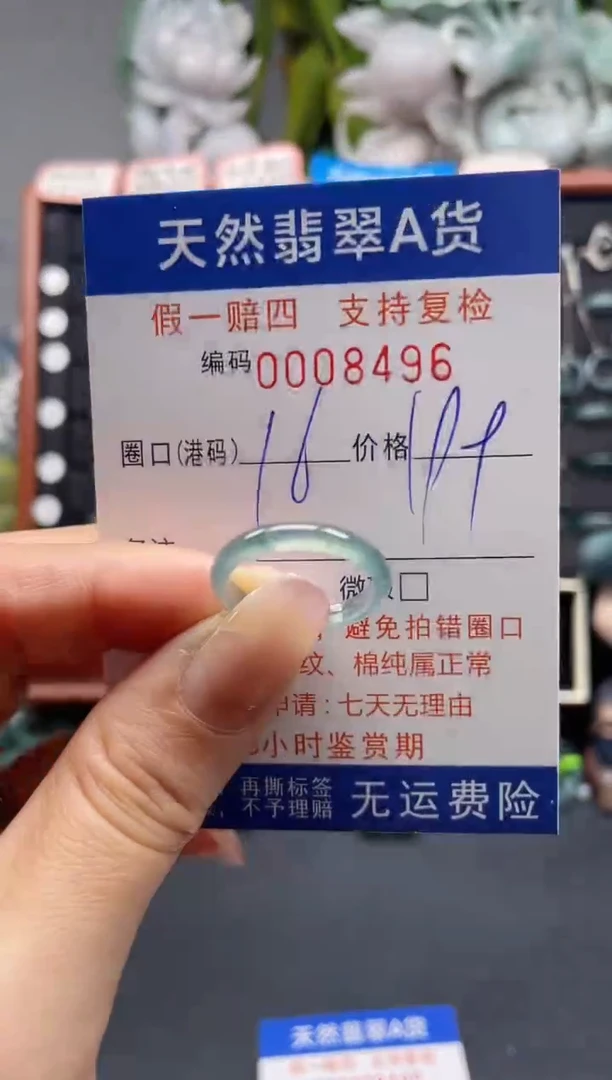 天然翡翠A货
假一赔四 支持复检
编码0008496
圈口(港码) 16 价格
微 □
避免拍错圈口
纹、棉纯属正常
申请:七天无理由
小时鉴赏期
再撕标签
不予理赔 无运费险
天然翡翠A货